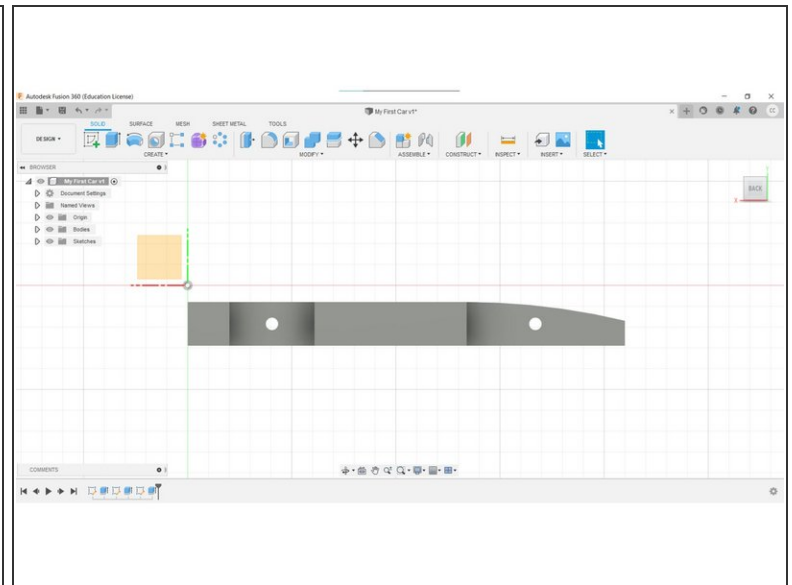 Autodesk Fusion 360 (Education License)
My First Car v1*
SOLID SURFACE MESH SHEET METAL TOOLS
DESIGN
CREATE MODIFY ASSEMBLE CONSTRUCT INSPECT INSERT SELECT
BROWSER
My First Car v1
Document Settings
Named Views
Origin
Bodies
Sketches
BACK
X
COMMENTS